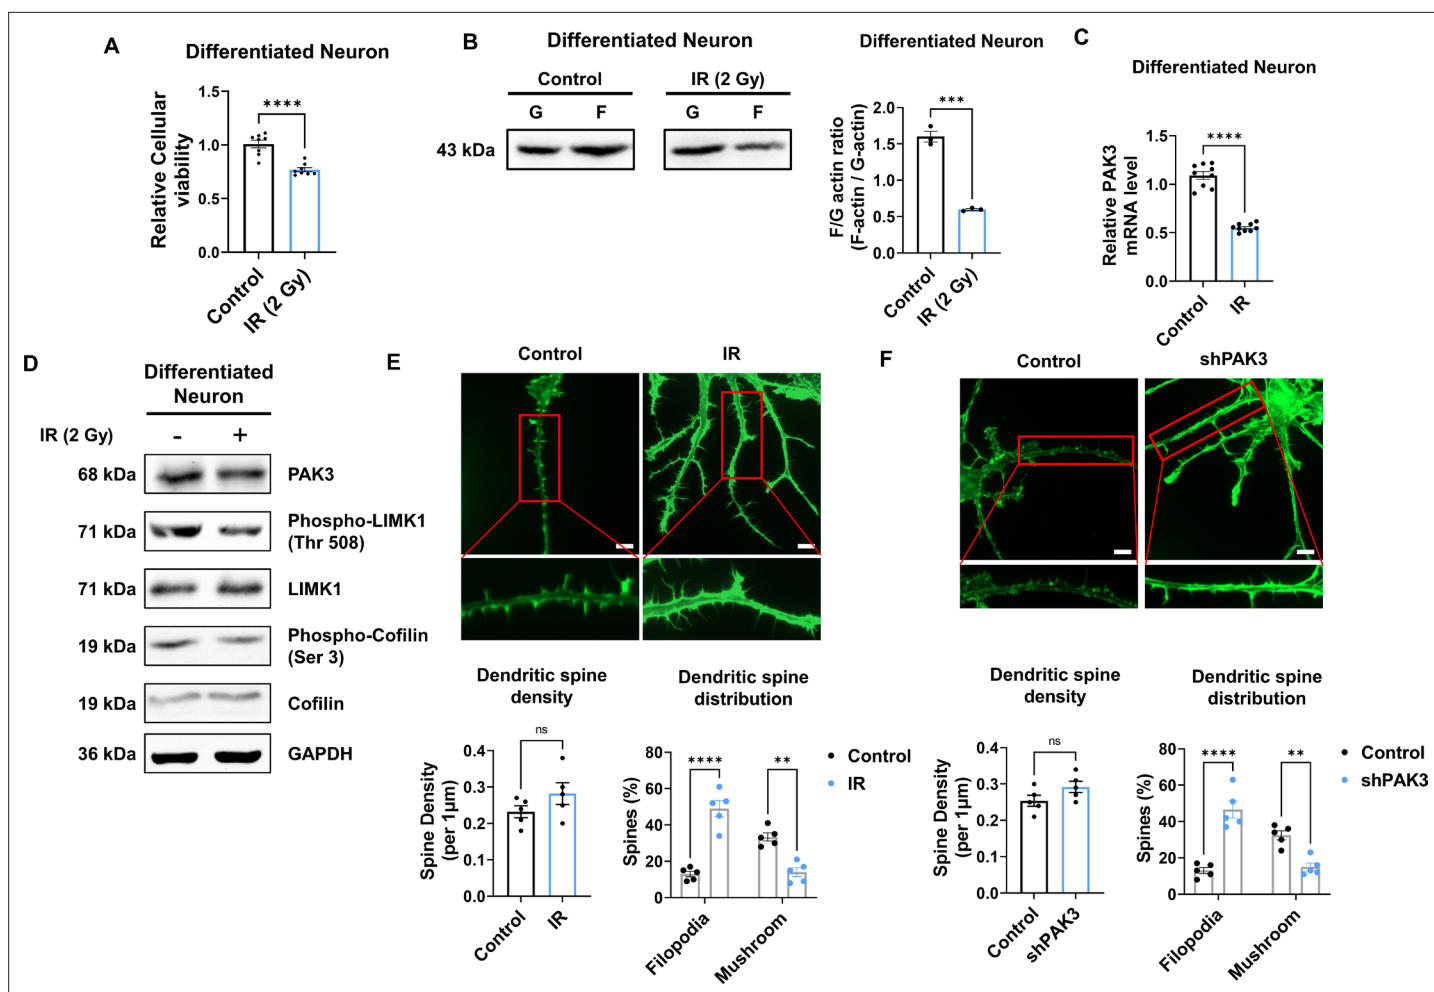 A
Differentiated Neuron
Relative Cellular
viability
1.5
1.0
0.5
0.0
****
Control
IR (2 Gy)
B
Differentiated Neuron
Control
IR (2 Gy)
G
F
G
F
43 kDa
Differentiated Neuron
F/G actin ratio
(F-actin / G-actin)
2.0
1.5
1.0
0.5
0.0
***
Control
IR (2 Gy)
C
Differentiated Neuron
Relative PAK3
mRNA level
1.5
1.0
0.5
0.0
****
Control
IR
D
Differentiated
Neuron
IR (2 Gy)
-
+
68 kDa
PAK3
71 kDa
Phospho-LIMK1
(Thr 508)
71 kDa
LIMK1
19 kDa
Phospho-Cofilin
(Ser 3)
19 kDa
Cofilin
36 kDa
GAPDH
E
Control
IR
Dendritic spine
density
Spine Density
(per 1μm)
0.4
0.3
0.2
0.1
0.0
ns
Control
IR
Dendritic spine
distribution
Spines (%)
80
60
40
20
0
****
**
Control
IR
Filopodia
Mushroom
F
Control
shPAK3
Dendritic spine
density
Spine Density
(per 1μm)
0.4
0.3
0.2
0.1
0.0
ns
Control
shPAK3
Dendritic spine
distribution
Spines (%)
80
60
40
20
0
****
**
Control
shPAK3
Filopodia
Mushroom